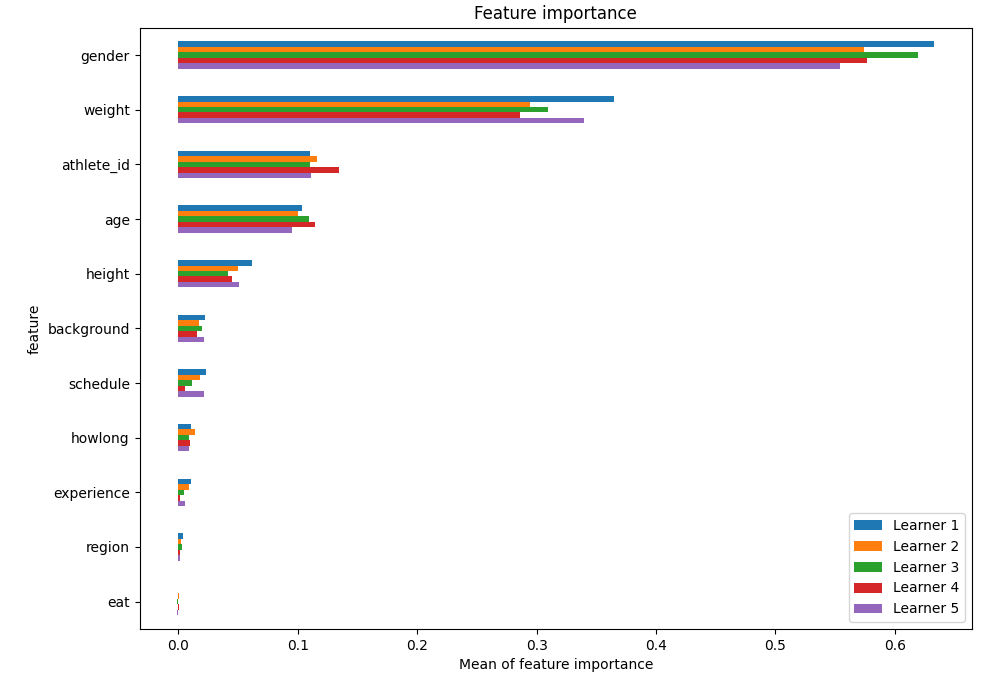 Feature importance
gender
weight
athlete_id
age
height
background
schedule
howlong
experience
region
eat
feature
Learner 1
Learner 2
Learner 3
Learner 4
Learner 5
0.0 0.1 0.2 0.3 0.4 0.5 0.6
Mean of feature importance